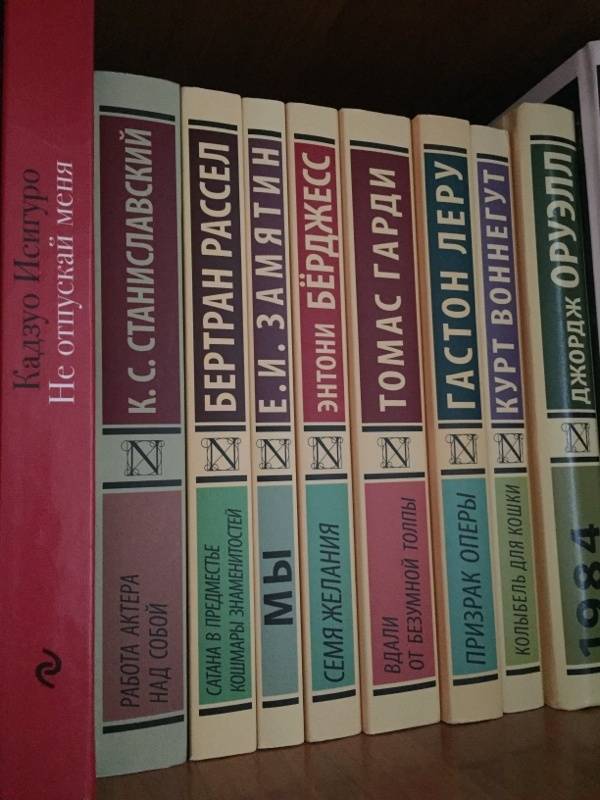 Кадзуо Исигуро
Не отпускай меня
К. С. СТАНИСЛАВСКИЙ
РАБОТА АКТЕРА
НАД СОБОЙ
БЕРТРАН РАССЕЛ
САТАНА В ПРЕДМЕСТЬЕ
КОШМАРЫ ЗНАМЕНИТОСТЕЙ
Е. И. ЗАМЯТИН
МЫ
ЭНТОНИ БЁРДЖЕСС
СЕМЯ ЖЕЛАНИЯ
ТОМАС ГАРДИ
ВДАЛИ
ОТ БЕЗУМНОЙ ТОЛПЫ
ГАСТОН ЛЕРУ
ПРИЗРАК ОПЕРЫ
КУРТ ВОННЕГУТ
КОЛЫБЕЛЬ ДЛЯ КОШКИ
ДЖОРДЖ ОРУЭЛЛ
1984